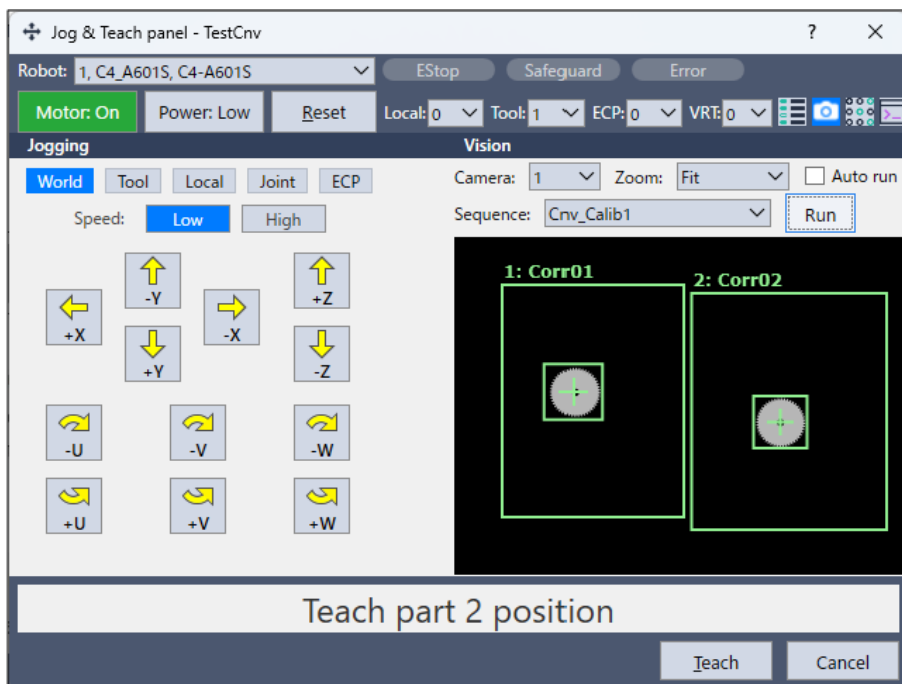 Jog & Teach panel - TestCnv ? ×
Robot: 1, C4_A601S, C4-A601S EStop Safeguard Error
Motor: On Power: Low Reset Local: 0 Tool: 1 ECP: 0 VRT: 0
Jogging Vision
World Tool Local Joint ECP
Camera: 1 Zoom: Fit Auto run
Speed: Low High
Sequence: Cnv_Calib1 Run
-Y
+Z
+X
-X
+Y
-Z
-U -V -W
+U +V +W
1: Corr01
2: Corr02
Teach part 2 position
Teach Cancel